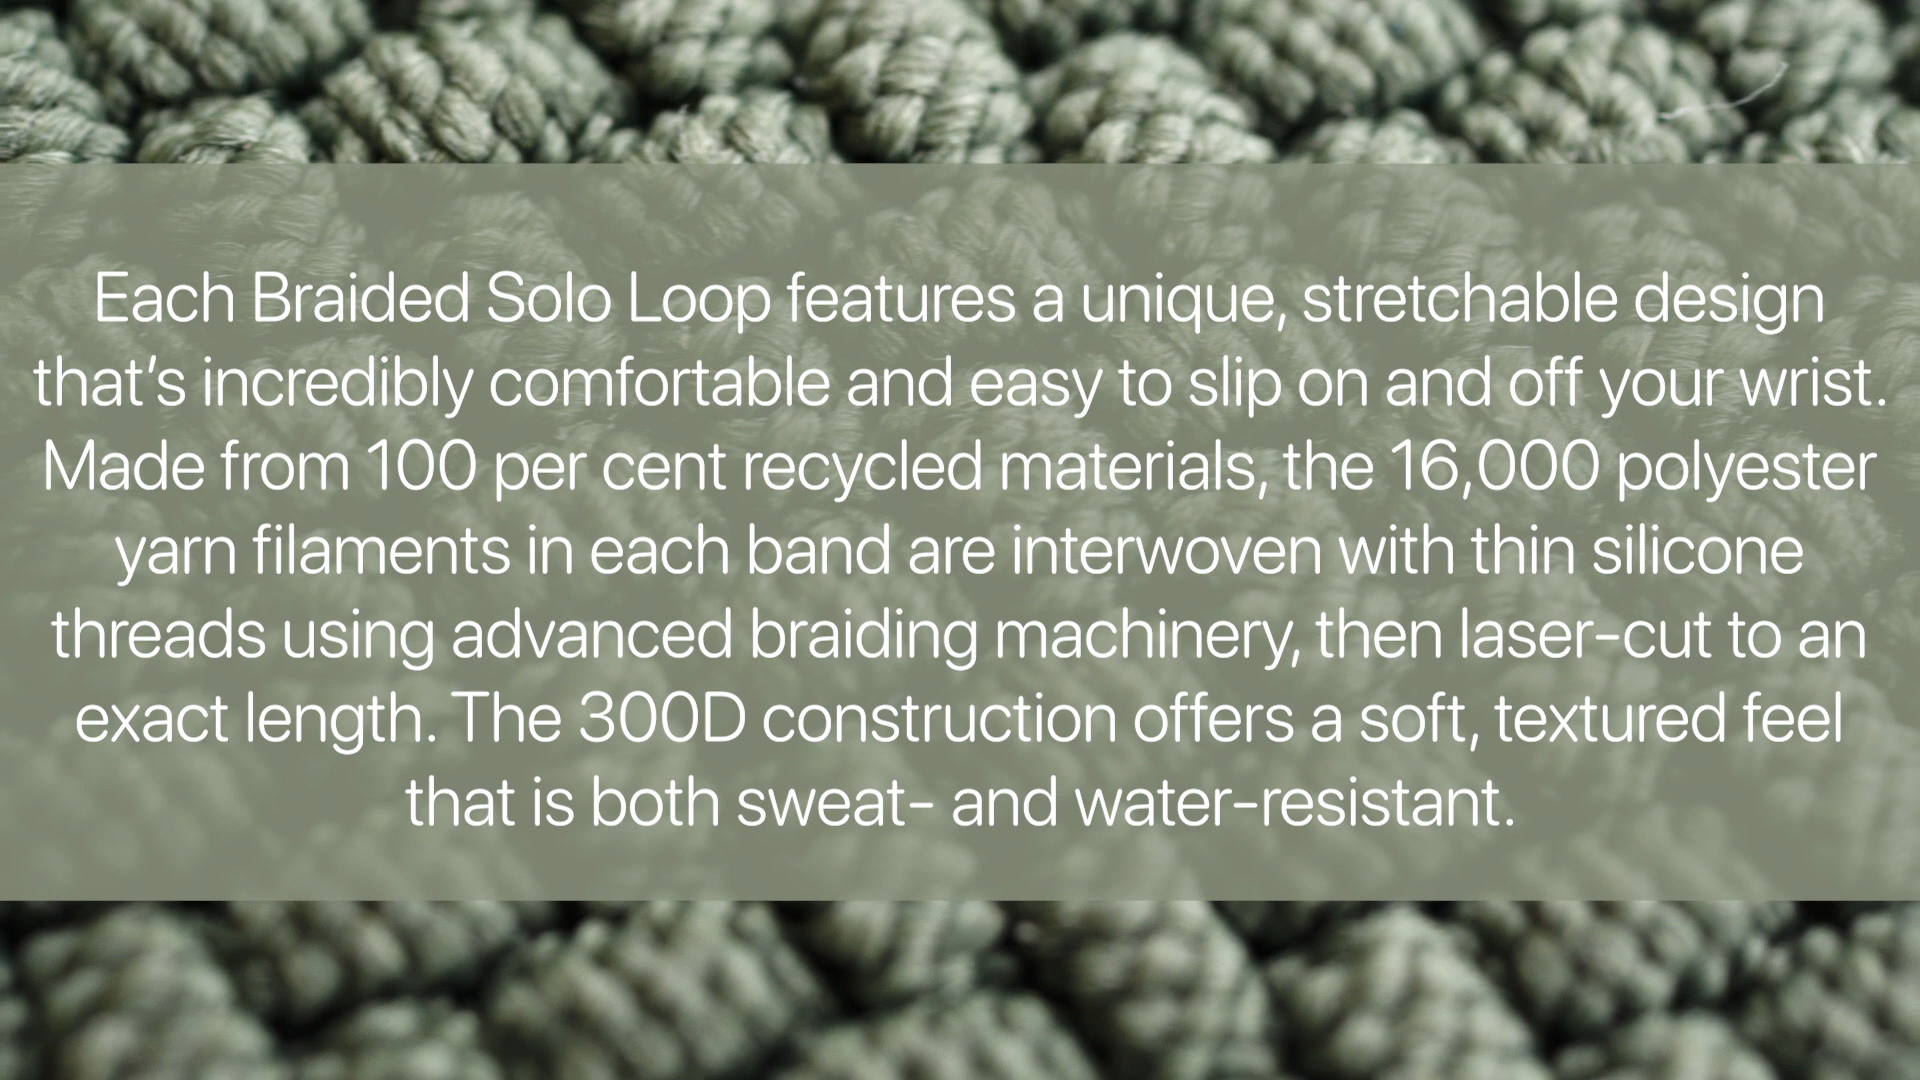 Each Braided Solo Loop features a unique, stretchable design
that’s incredibly comfortable and easy to slip on and off your wrist.
Made from 100 per cent recycled materials, the 16,000 polyester
yarn filaments in each band are interwoven with thin silicone
threads using advanced braiding machinery, then laser-cut to an
exact length. The 300D construction offers a soft, textured feel
that is both sweat- and water-resistant.